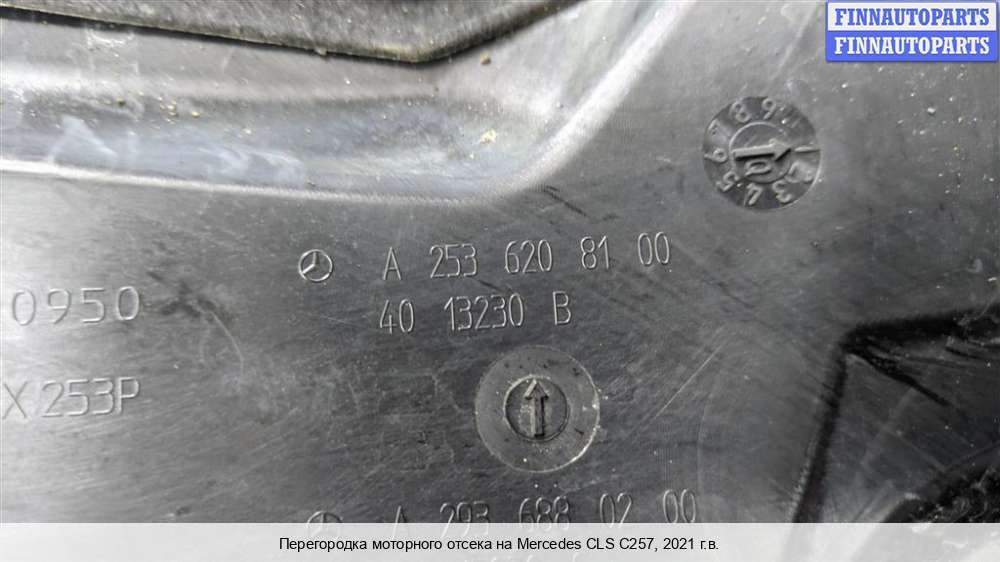 FINNAUTOPARTS
FINNAUTOPARTS
A 253 620 81 00
40 13230 B
0950
X253P
A 293 688 02 00
Перегородка моторного отсека на Mercedes CLS C257, 2021 г.в.